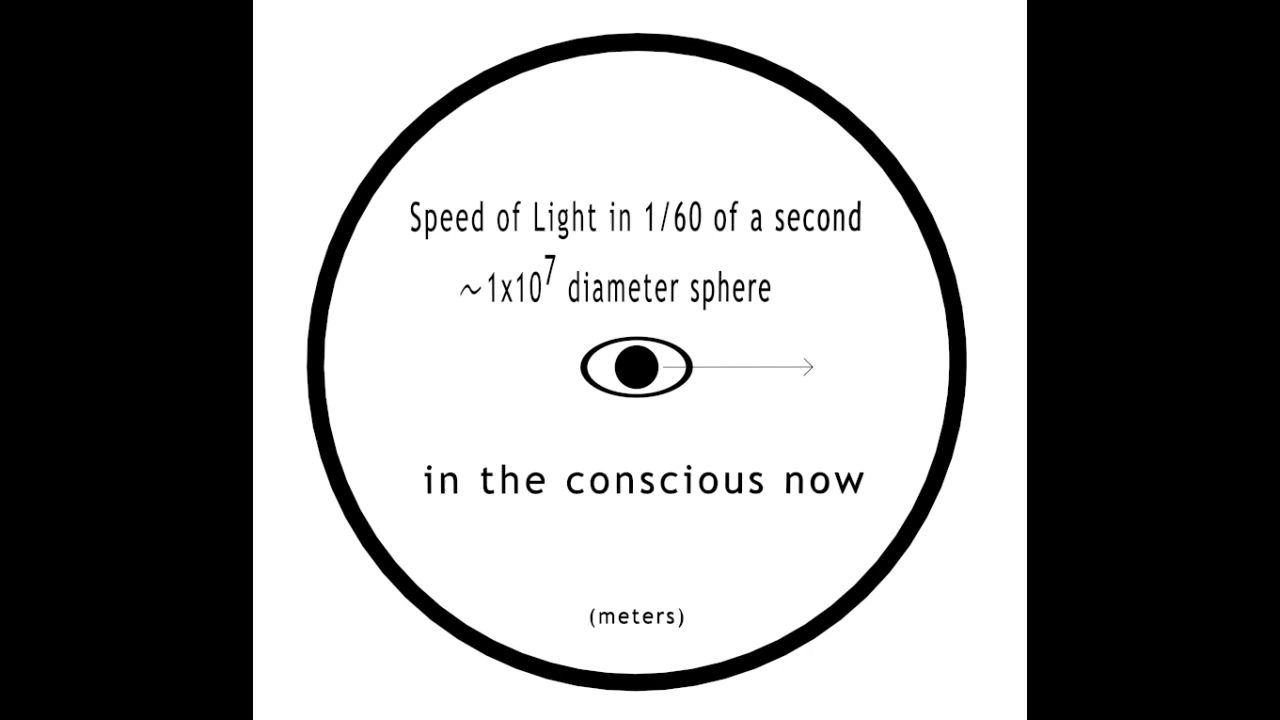 Speed of Light in 1/60 of a second
~1x10⁷ diameter sphere
in the conscious now
(meters)